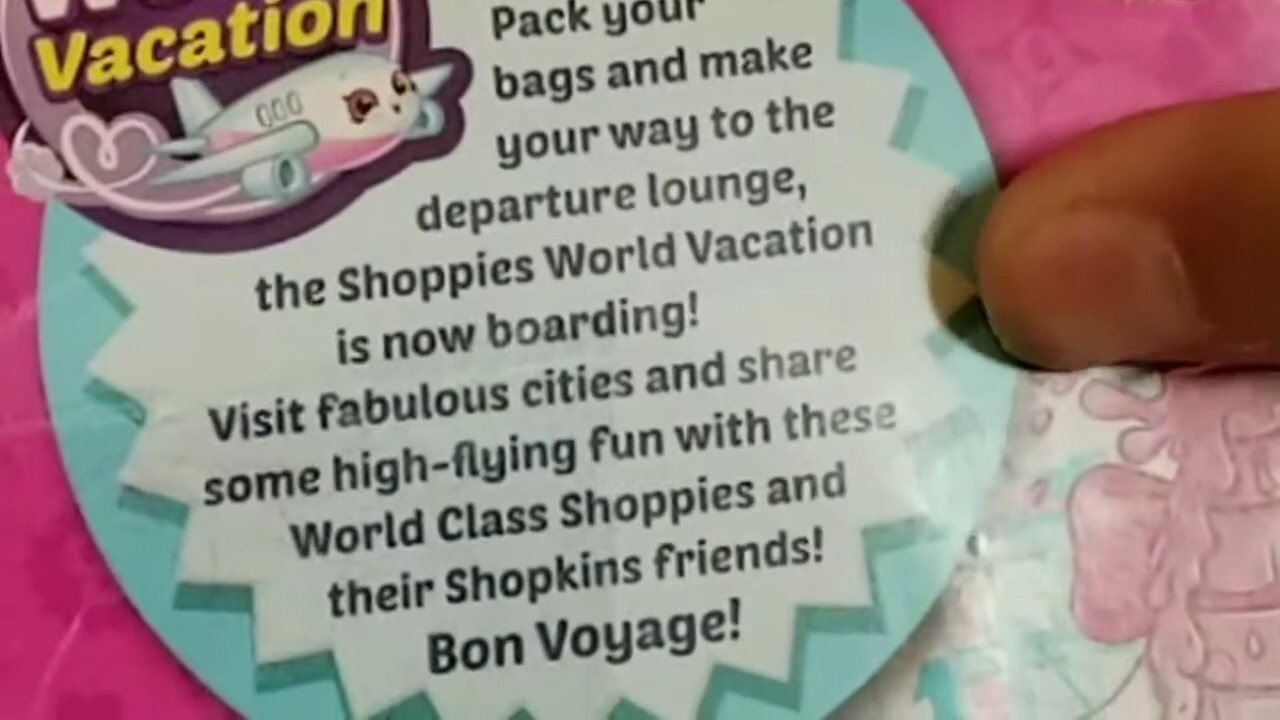 Vacation
Pack your
bags and make
your way to the
departure lounge,
the Shoppies World Vacation
is now boarding!
Visit fabulous cities and share
some high-flying fun with these
World Class Shoppies and
their Shopkins friends!
Bon Voyage!